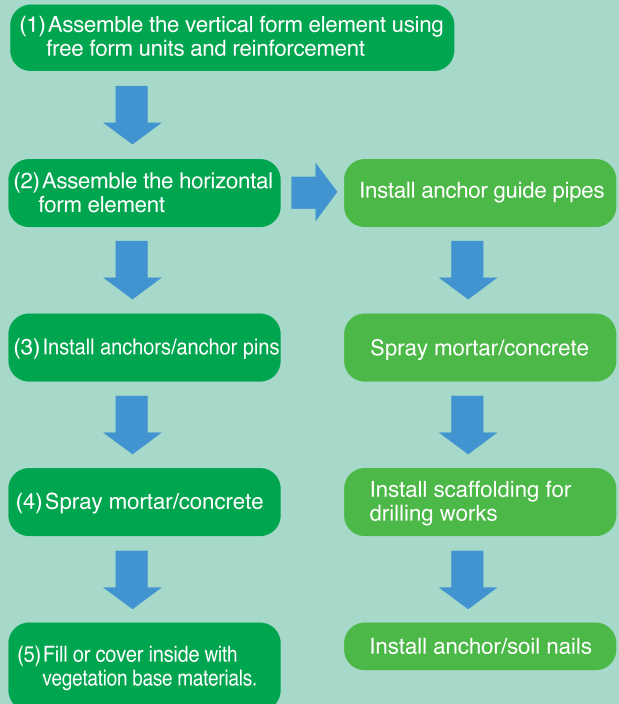 (1) Assemble the vertical form element using
free form units and reinforcement
(2) Assemble the horizontal
form element
(3) Install anchors/anchor pins
(4) Spray mortar/concrete
(5) Fill or cover inside with
vegetation base materials.
Install anchor guide pipes
Spray mortar/concrete
Install scaffolding for
drilling works
Install anchor/soil nails